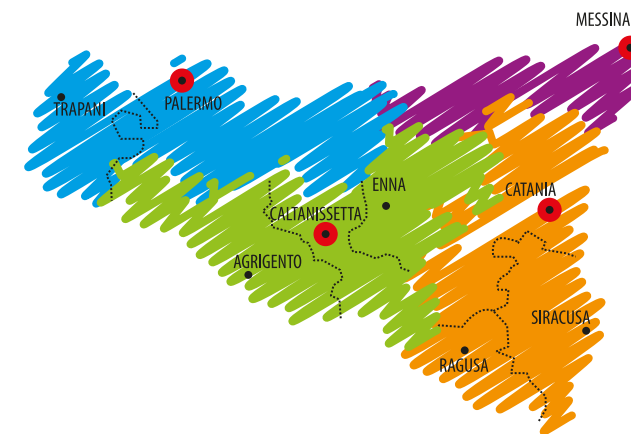 MESSINA
TRAPANI
PALERMO
ENNA
CATANIA
CALTANISSETTA
AGRIGENTO
SIRACUSA
RAGUSA